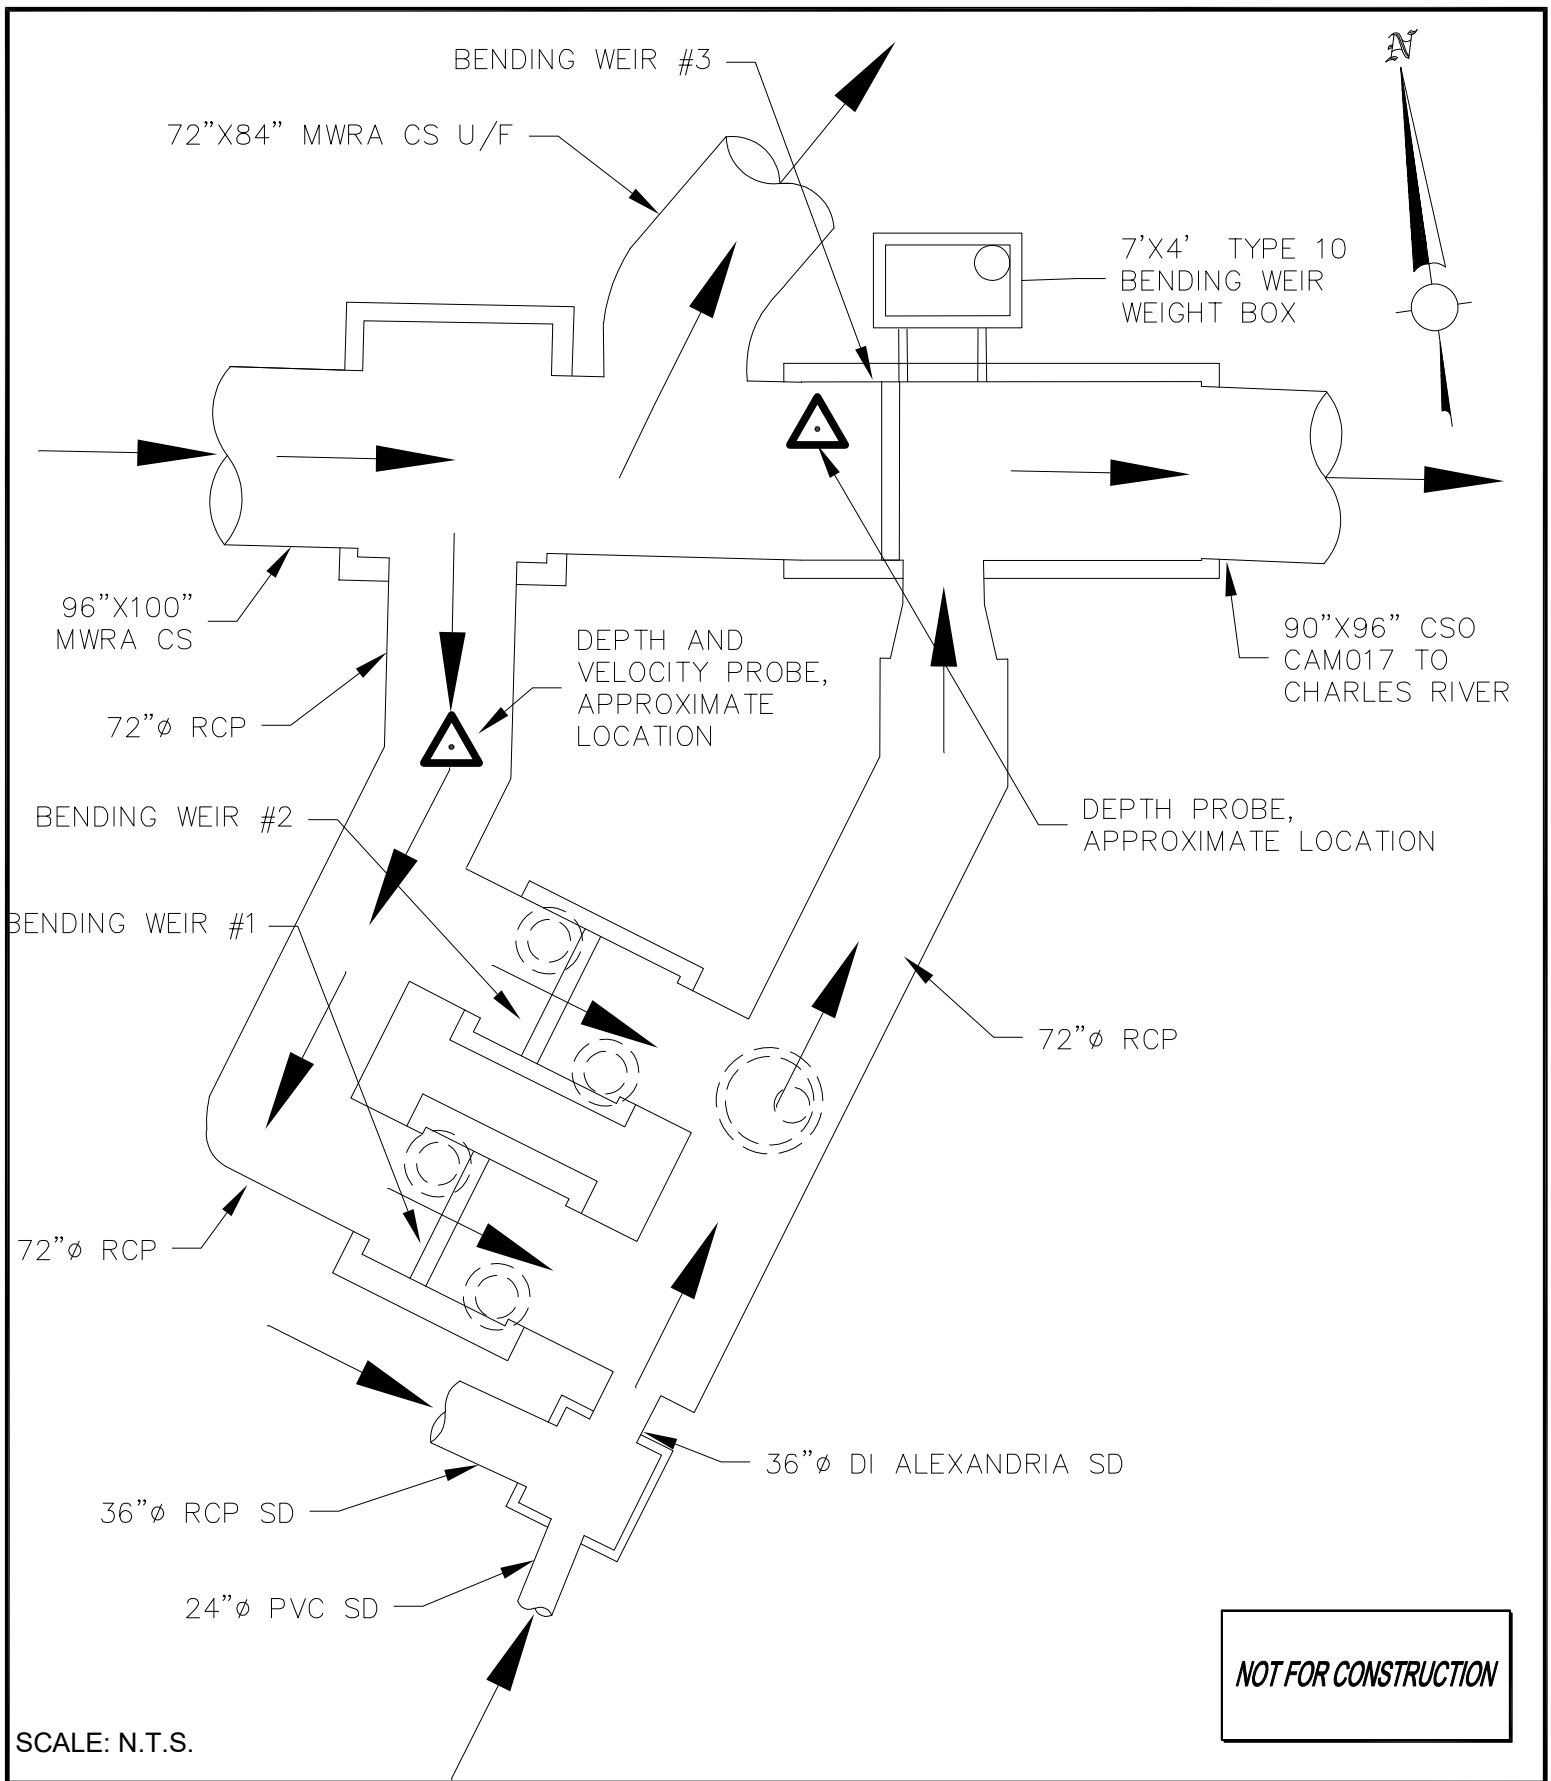 BENDING WEIR #3
N
72"X84" MWRA CS U/F
7'X4' TYPE 10
BENDING WEIR
WEIGHT BOX
96"X100"
MWRA CS
DEPTH AND
VELOCITY PROBE,
APPROXIMATE
LOCATION
90"X96" CSO
CAM017 TO
CHARLES RIVER
72"ø RCP
BENDING WEIR #2
DEPTH PROBE,
APPROXIMATE LOCATION
BENDING WEIR #1
72"ø RCP
72"ø RCP
36"ø DI ALEXANDRIA SD
36"ø RCP SD
24"ø PVC SD
NOT FOR CONSTRUCTION
SCALE: N.T.S.